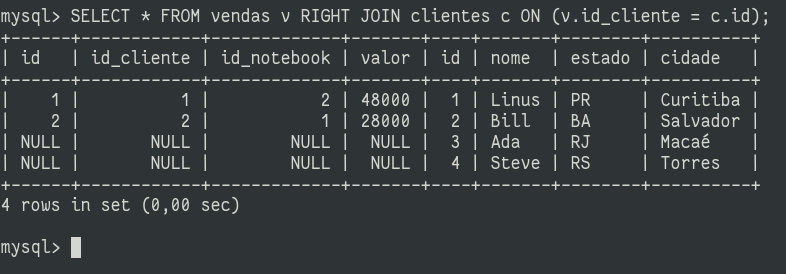 mysql> SELECT * FROM vendas v RIGHT JOIN clientes c ON (v.id_cliente = c.id);
+------+------------+-------------+-------+----+-------+--------+----------+
| id   | id_cliente | id_notebook | valor | id | nome  | estado | cidade   |
+------+------------+-------------+-------+----+-------+--------+----------+
|    1 |          1 |           2 | 48000 |  1 | Linus | PR     | Curitiba |
|    2 |          2 |           1 | 28000 |  2 | Bill  | BA     | Salvador |
| NULL |       NULL |        NULL |  NULL |  3 | Ada   | RJ     | Macaé    |
| NULL |       NULL |        NULL |  NULL |  4 | Steve | RS     | Torres   |
+------+------------+-------------+-------+----+-------+--------+----------+
4 rows in set (0,00 sec)
mysql>